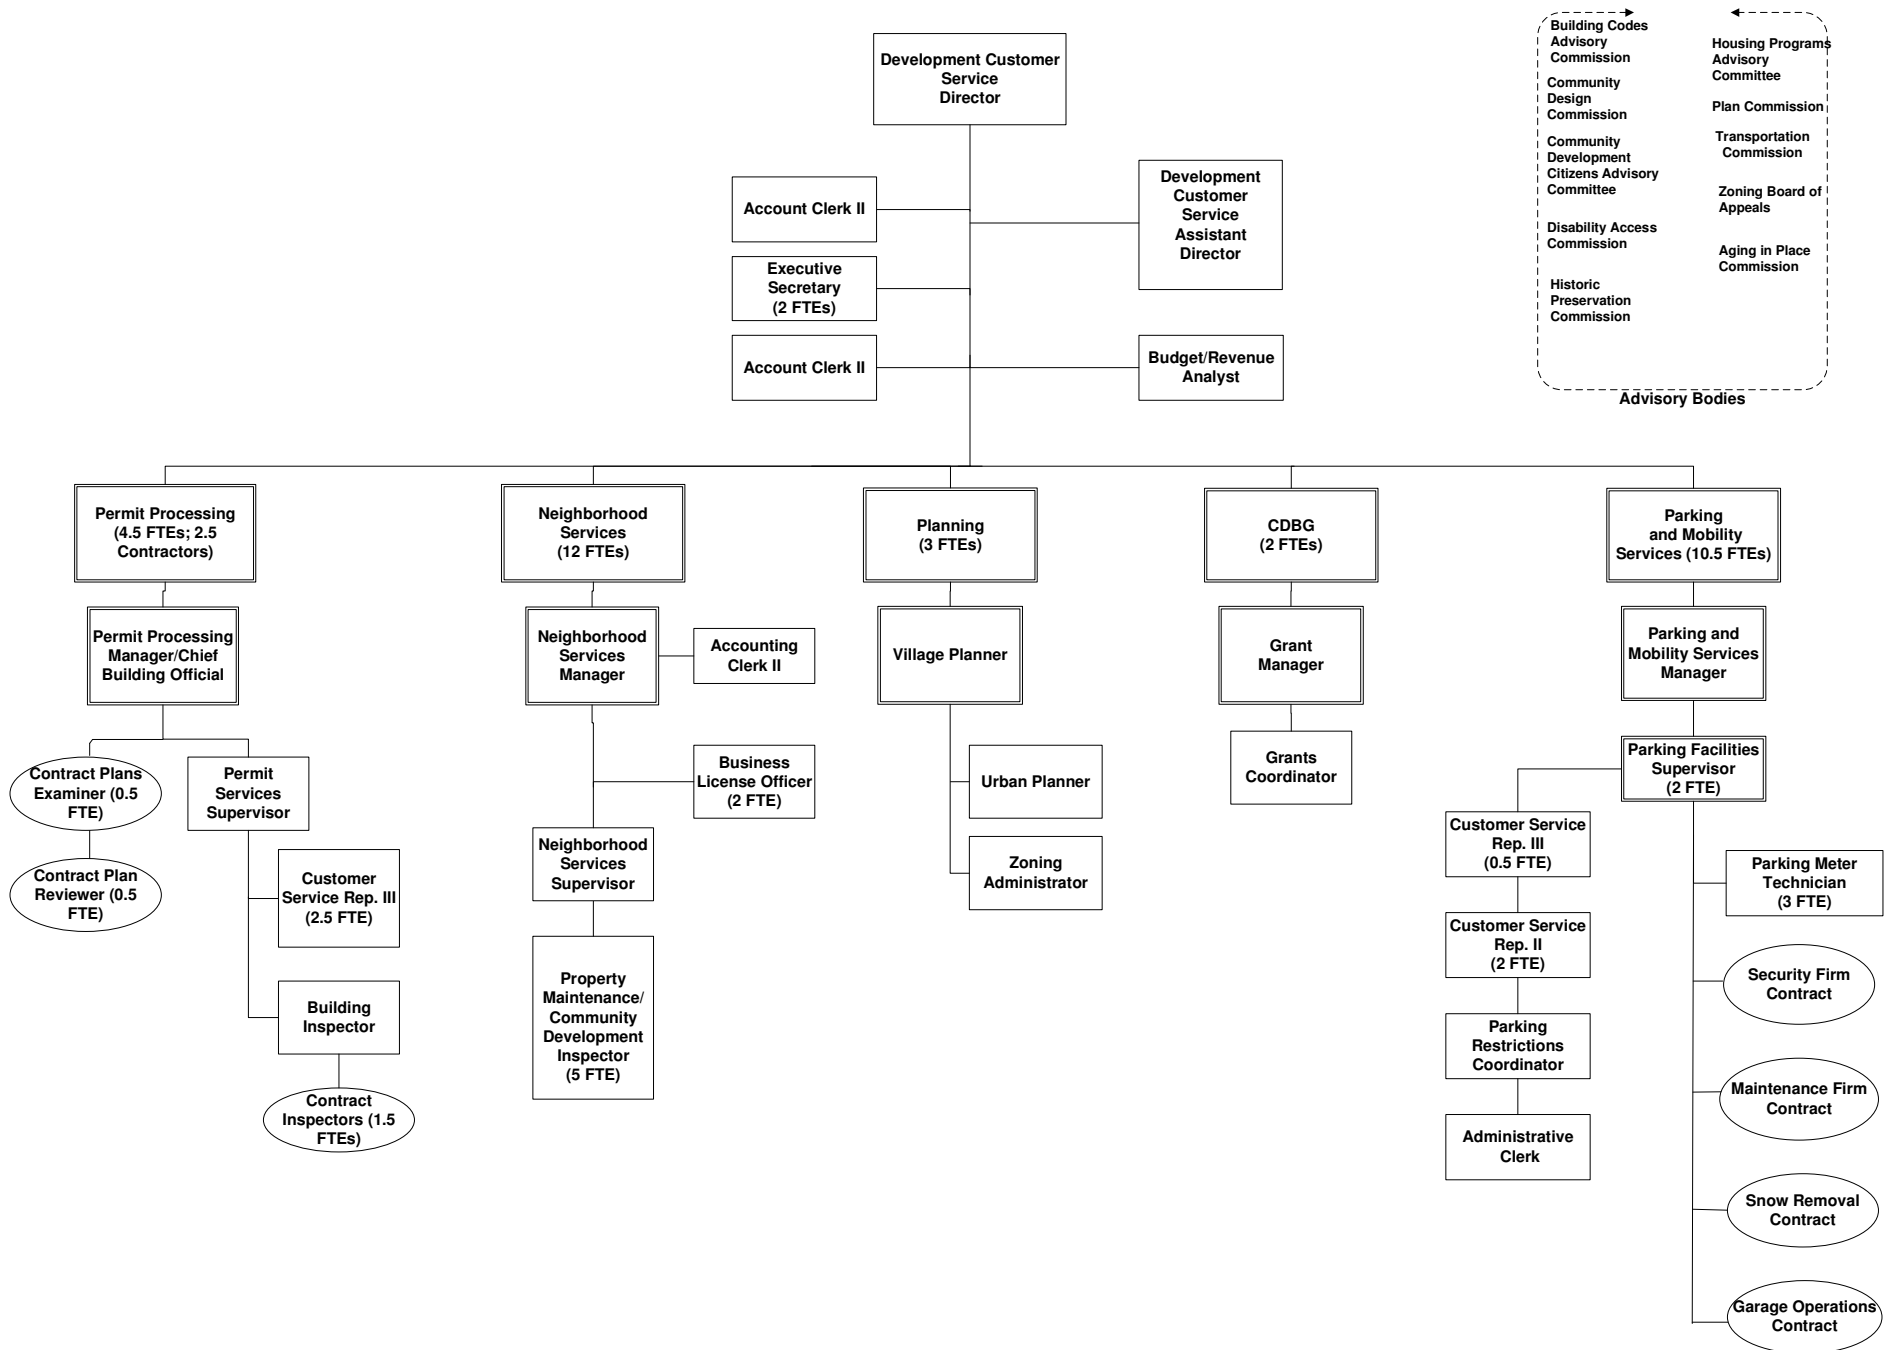 Development Customer
Service
Director
Account Clerk II
Development
Customer
Service
Assistant
Director
Executive
Secretary
(2 FTEs)
Account Clerk II
Budget/Revenue
Analyst
Building Codes
Advisory
Commission
Community
Design
Commission
Community
Development
Citizens Advisory
Committee
Disability Access
Commission
Historic
Preservation
Commission
Housing Programs
Advisory
Committee
Plan Commission
Transportation
Commission
Zoning Board of
Appeals
Aging in Place
Commission
Advisory Bodies
Permit Processing
(4.5 FTEs; 2.5
Contractors)
Permit Processing
Manager/Chief
Building Official
Contract Plans
Examiner (0.5
FTE)
Contract Plan
Reviewer (0.5
FTE)
Permit
Services
Supervisor
Customer
Service Rep. III
(2.5 FTE)
Building
Inspector
Contract
Inspectors (1.5
FTEs)
Neighborhood
Services
(12 FTEs)
Neighborhood
Services
Manager
Accounting
Clerk II
Business
License Officer
(2 FTE)
Neighborhood
Services
Supervisor
Property
Maintenance/
Community
Development
Inspector
(5 FTE)
Planning
(3 FTEs)
Village Planner
Urban Planner
Zoning
Administrator
CDBG
(2 FTEs)
Grant
Manager
Grants
Coordinator
Parking
and Mobility
Services (10.5 FTEs)
Parking and
Mobility Services
Manager
Parking Facilities
Supervisor
(2 FTE)
Customer Service
Rep. III
(0.5 FTE)
Customer Service
Rep. II
(2 FTE)
Parking
Restrictions
Coordinator
Administrative
Clerk
Parking Meter
Technician
(3 FTE)
Security Firm
Contract
Maintenance Firm
Contract
Snow Removal
Contract
Garage Operations
Contract